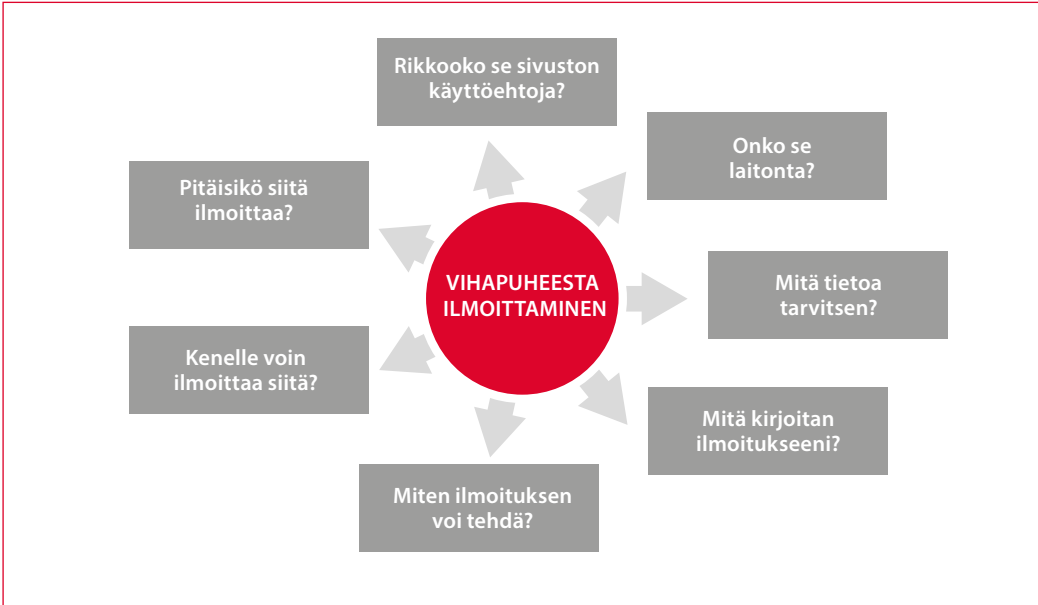 Rikkooko se sivuston
käyttöehtoja?
Onko se
laitonta?
Pitäisikö siitä
ilmoittaa?
VIHAPUHEESTA
ILMOITTAMINEN
Mitä tietoa
tarvitsen?
Kenelle voin
ilmoittaa siitä?
Mitä kirjoitan
ilmoitukseeni?
Miten ilmoituksen
voi tehdä?